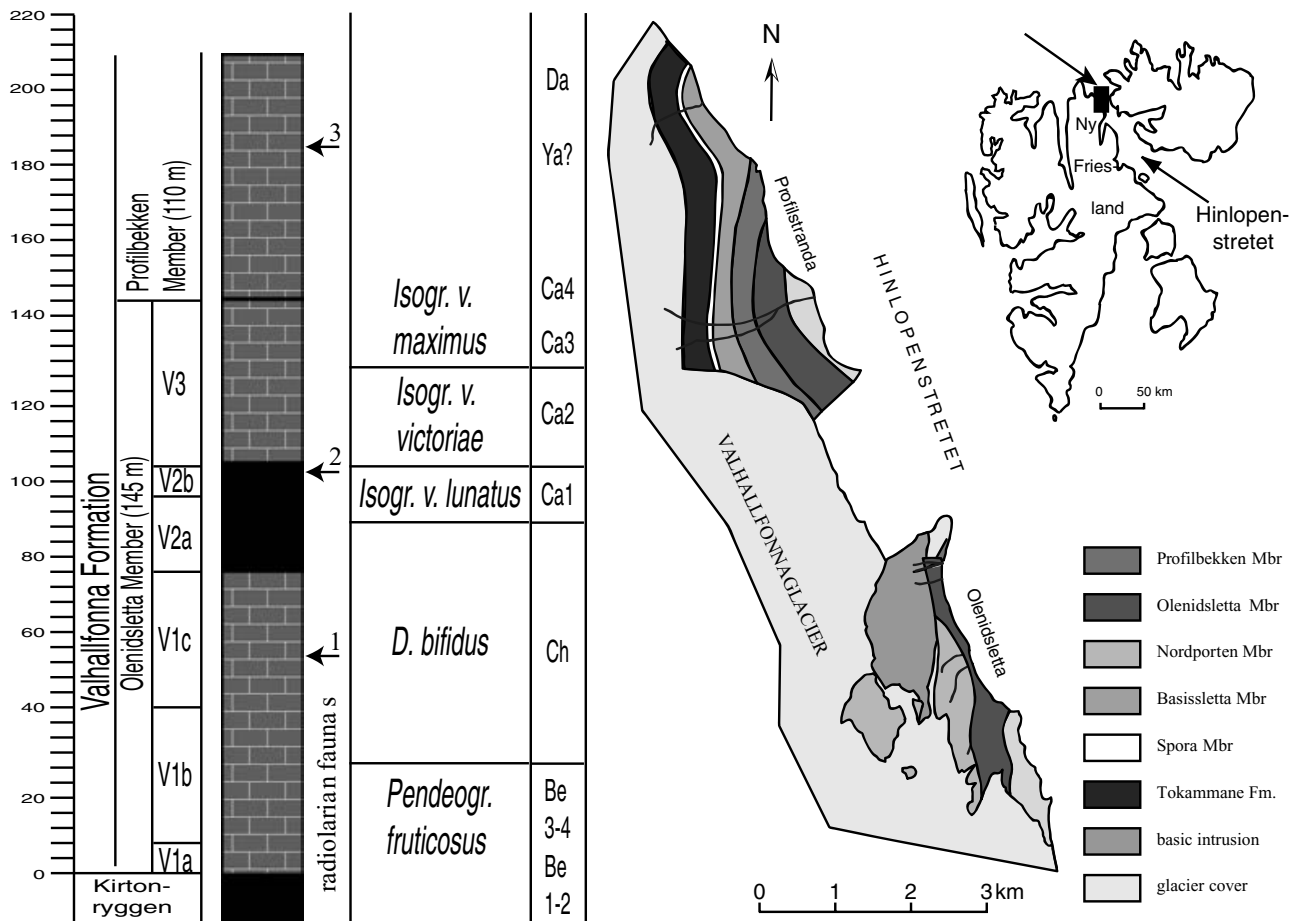 220
200
180
160
140
120
100
80
60
40
20
0
Valhallfonna Formation
Profilbekken
Member (110 m)
Olenidsletta Member (145 m)
V3
V2b
V2a
V1c
V1b
V1a
Kirton-
ryggen
3
2
1
radiolarian fauna s
Isogr. v.
maximus
Isogr. v.
victoriae
Isogr. v. lunatus
D. bifidus
Pendeogr.
fruticosus
Da
Ya?
Ca4
Ca3
Ca2
Ca1
Ch
Be
3-4
Be
1-2
N
Profilstranda
HINLOPENSTRETET
VALHALLFONNAGLACIER
Olenidsletta
0 1 2 3 km
Ny
Fries-
land
Hinlopen-
stretet
0 50 km
Profilbekken Mbr
Olenidsletta Mbr
Nordporten Mbr
Basissletta Mbr
Spora Mbr
Tokammane Fm.
basic intrusion
glacier cover